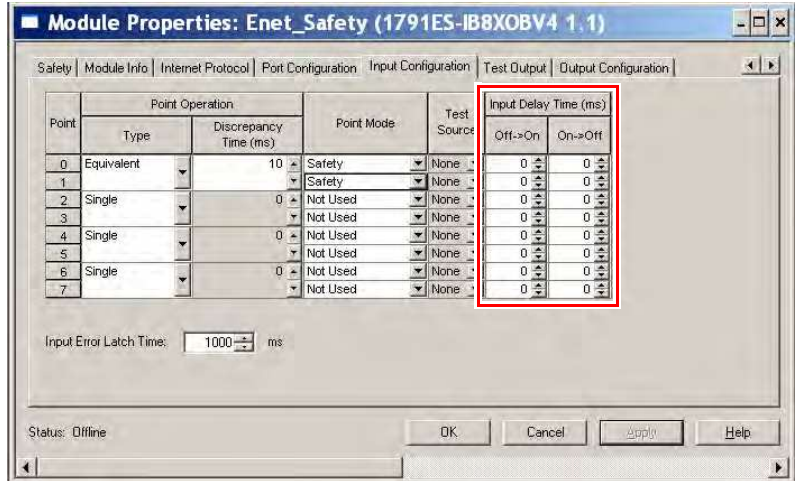 Module Properties: Enet_Safety (1791ES-IB8XOBV4 1.1)
Safety Module Info Internet Protocol Port Configuration Input Configuration Test Output Output Configuration
Point Point Operation Point Mode Test Source Input Delay Time (ms)
Type Discrepancy Time (ms) Off->On On->Off
0 Equivalent 10 Safety None 0 0
1 Safety None 0 0
2 Single 0 Not Used None 0 0
3 Not Used None 0 0
4 Single 0 Not Used None 0 0
5 Not Used None 0 0
6 Single 0 Not Used None 0 0
7 Not Used None 0 0
Input Error Latch Time: 1000 ms
Status: Offline OK Cancel Apply Help